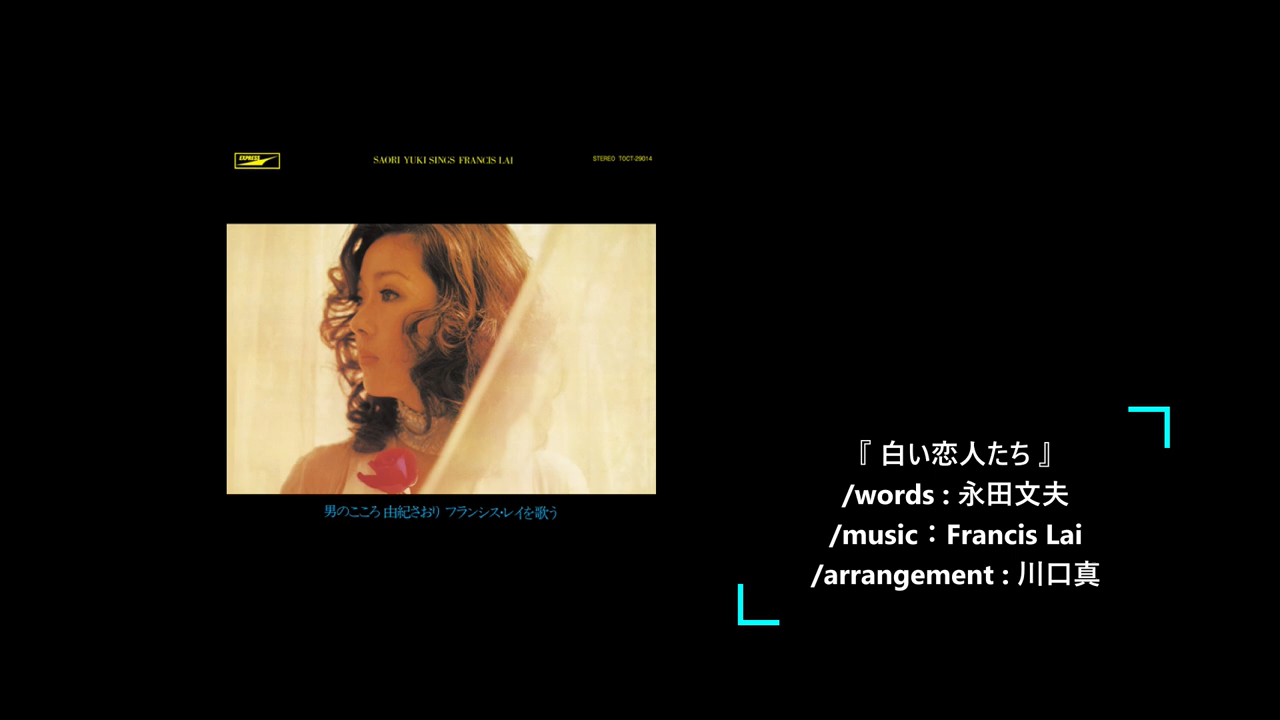 EXPRESS
SAORI YUKI SINGS FRANCIS LAI
STEREO TOCT-29014
男のこころ 由紀さおり フランシス・レイを歌う
『 白い恋人たち 』
/words : 永田文夫
/music：Francis Lai
/arrangement : 川口真